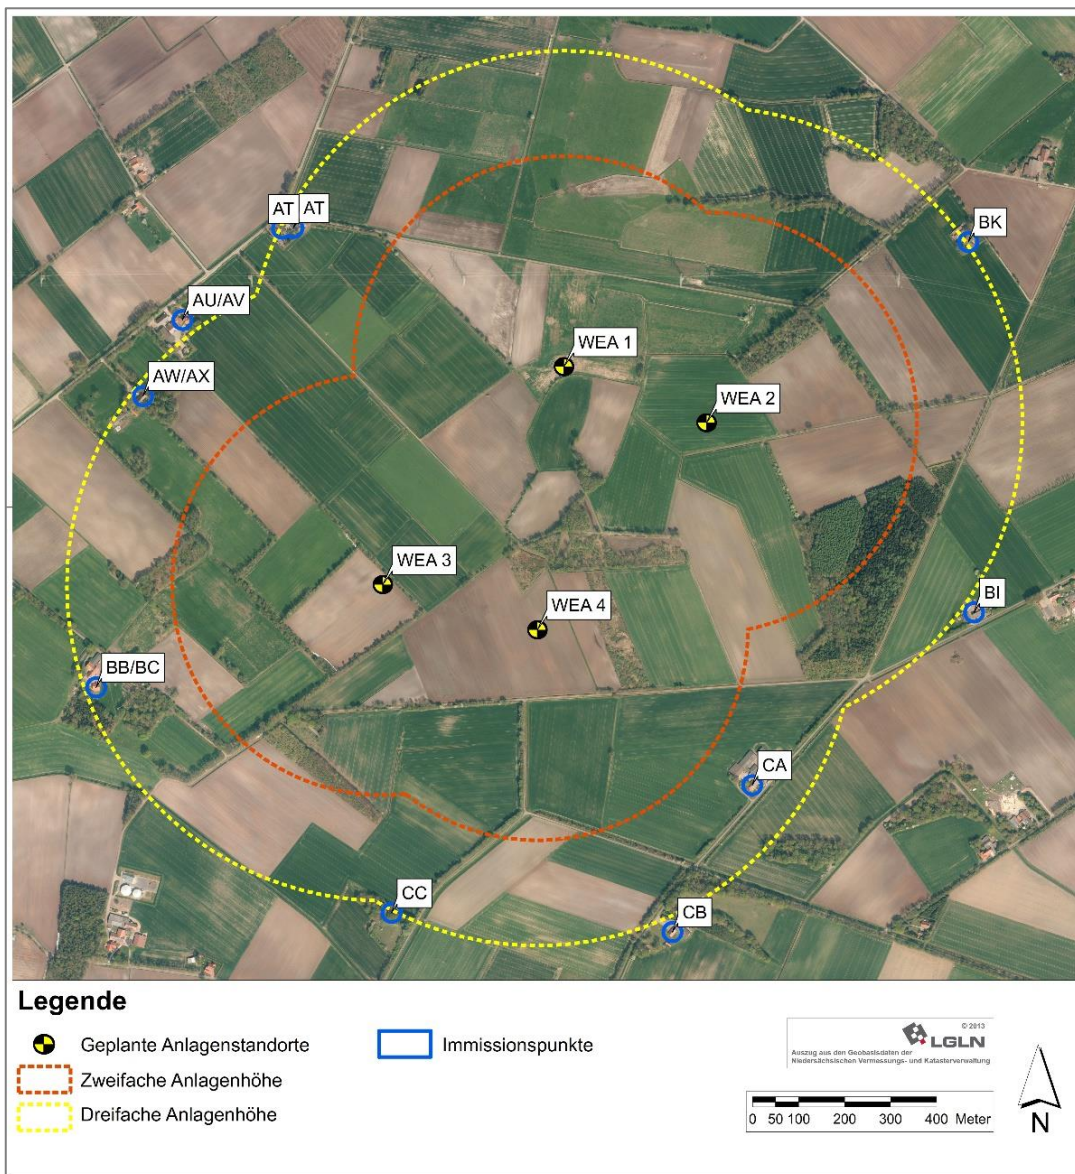 AT AT
BK
AU/AV
WEA 1
AW/AX
WEA 2
WEA 3
BI
WEA 4
BB/BC
CA
CC
CB
Legende
Geplante Anlagenstandorte
Immissionspunkte
Zweifache Anlagenhöhe
Dreifache Anlagenhöhe
© 2013
LGLN
Auszug aus den Geobasisdaten der
Niedersächsischen Vermessungs- und Katasterverwaltung
0 50 100 200 300 400 Meter
N